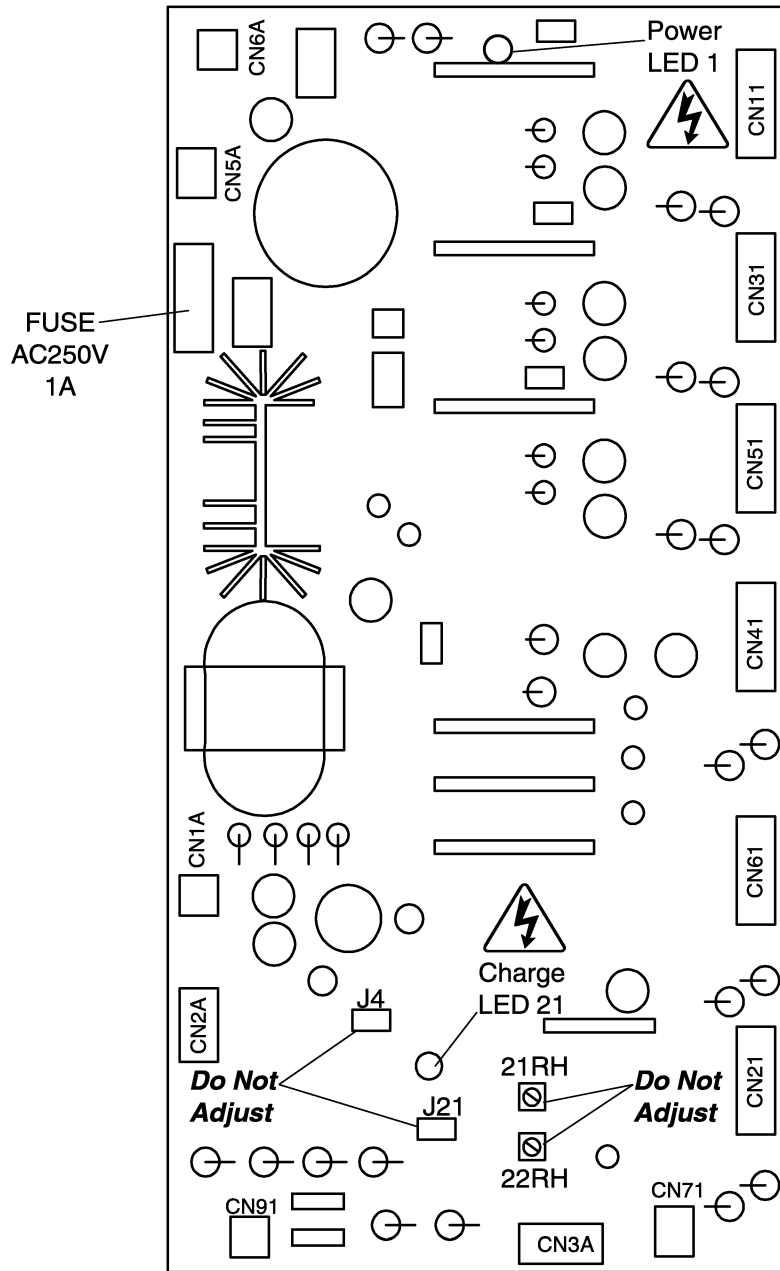 CN6A
Power
LED 1
CN11
CN5A
CN31
FUSE
AC250V
1A
CN51
CN41
CN1A
CN61
Charge
LED 21
J4
CN2A
Do Not
Adjust
J21
21RH
Do Not
Adjust
CN21
22RH
CN91
CN71
CN3A